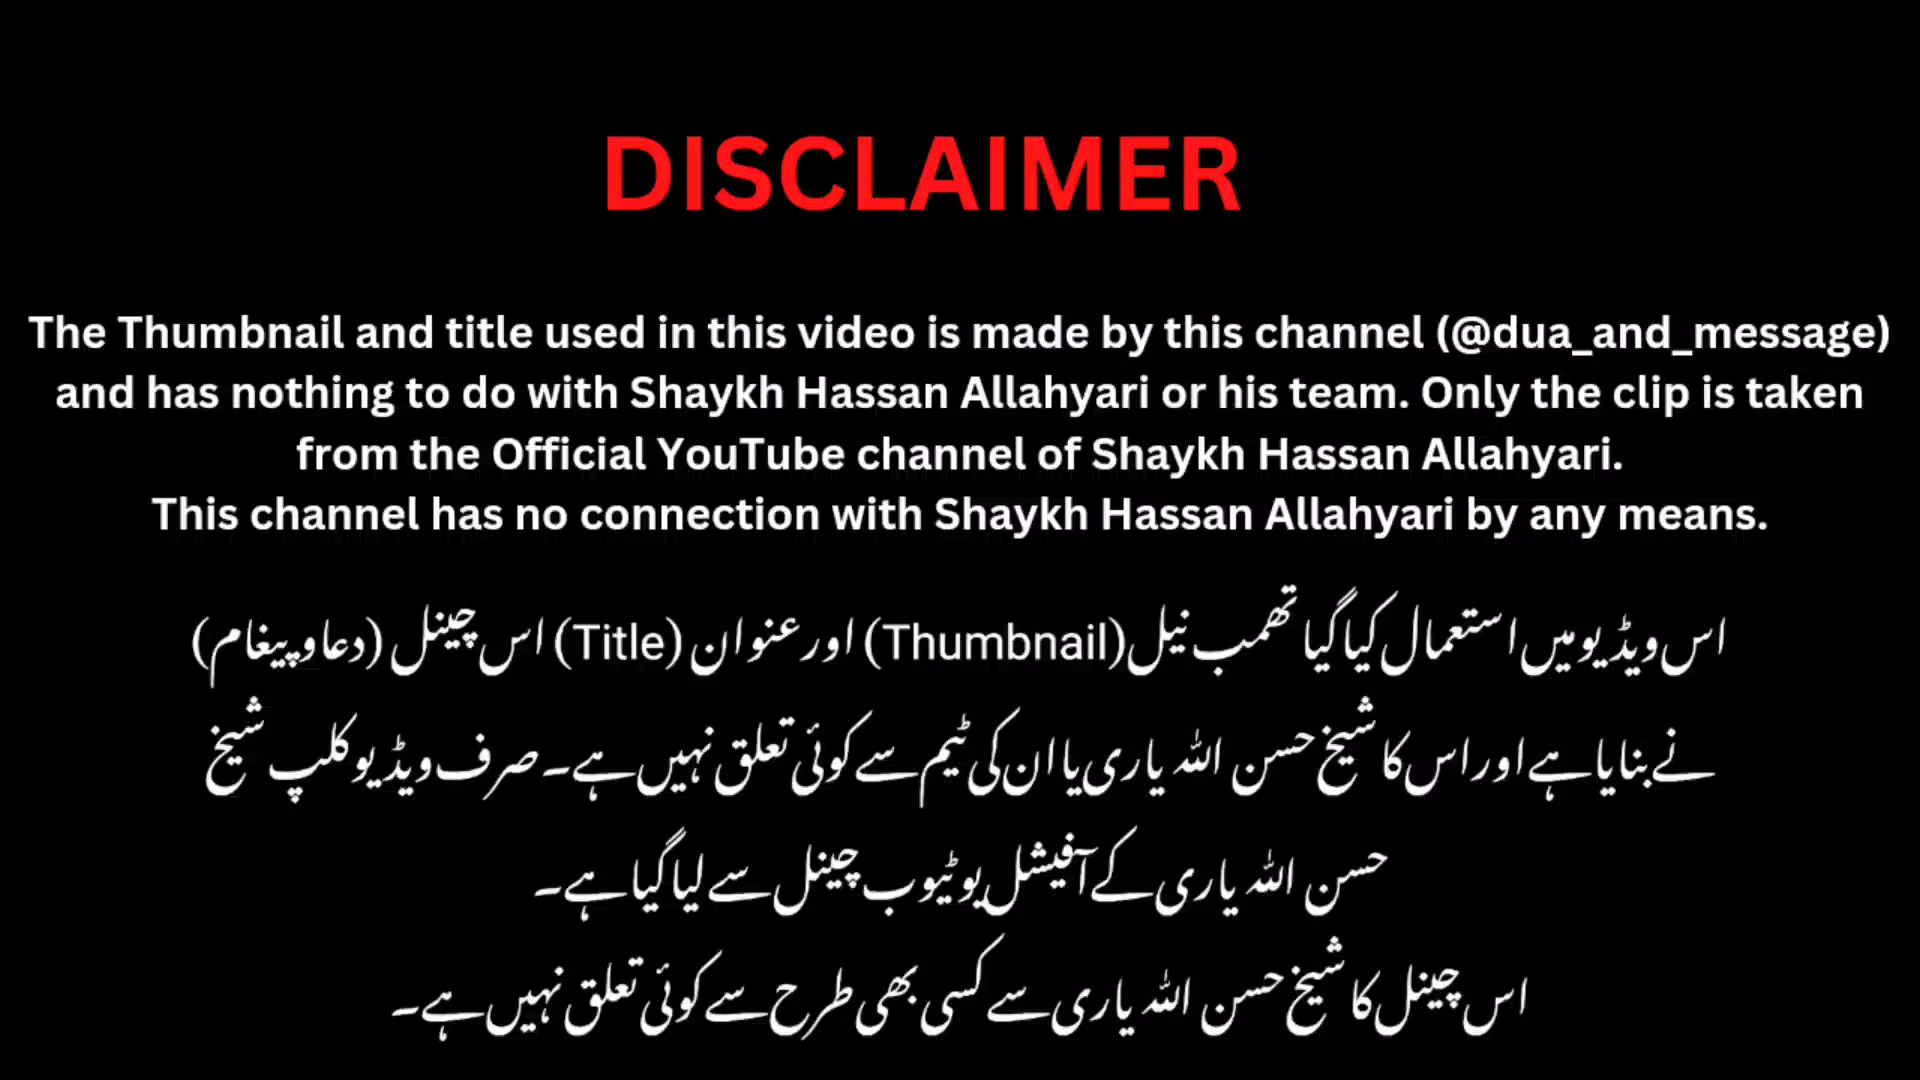 DISCLAIMER
The Thumbnail and title used in this video is made by this channel (@dua_and_message)
and has nothing to do with Shaykh Hassan Allahyari or his team. Only the clip is taken
from the Official YouTube channel of Shaykh Hassan Allahyari.
This channel has no connection with Shaykh Hassan Allahyari by any means.
اس ویڈیو میں استعمال کیا گیا تھمب نیل(Thumbnail) اور عنوان (Title) اس چینل (دعا و پیغام)
نے بنایا ہے اور اس کا شیخ حسن اللہ یاری یا ان کی ٹیم سے کوئی تعلق نہیں ہے۔ صرف ویڈیو کلپ شیخ
حسن اللہ یاری کے آفیشل یوٹیوب چینل سے لیا گیا ہے۔
اس چینل کا شیخ حسن اللہ یاری سے کسی بھی طرح سے کوئی تعلق نہیں ہے۔